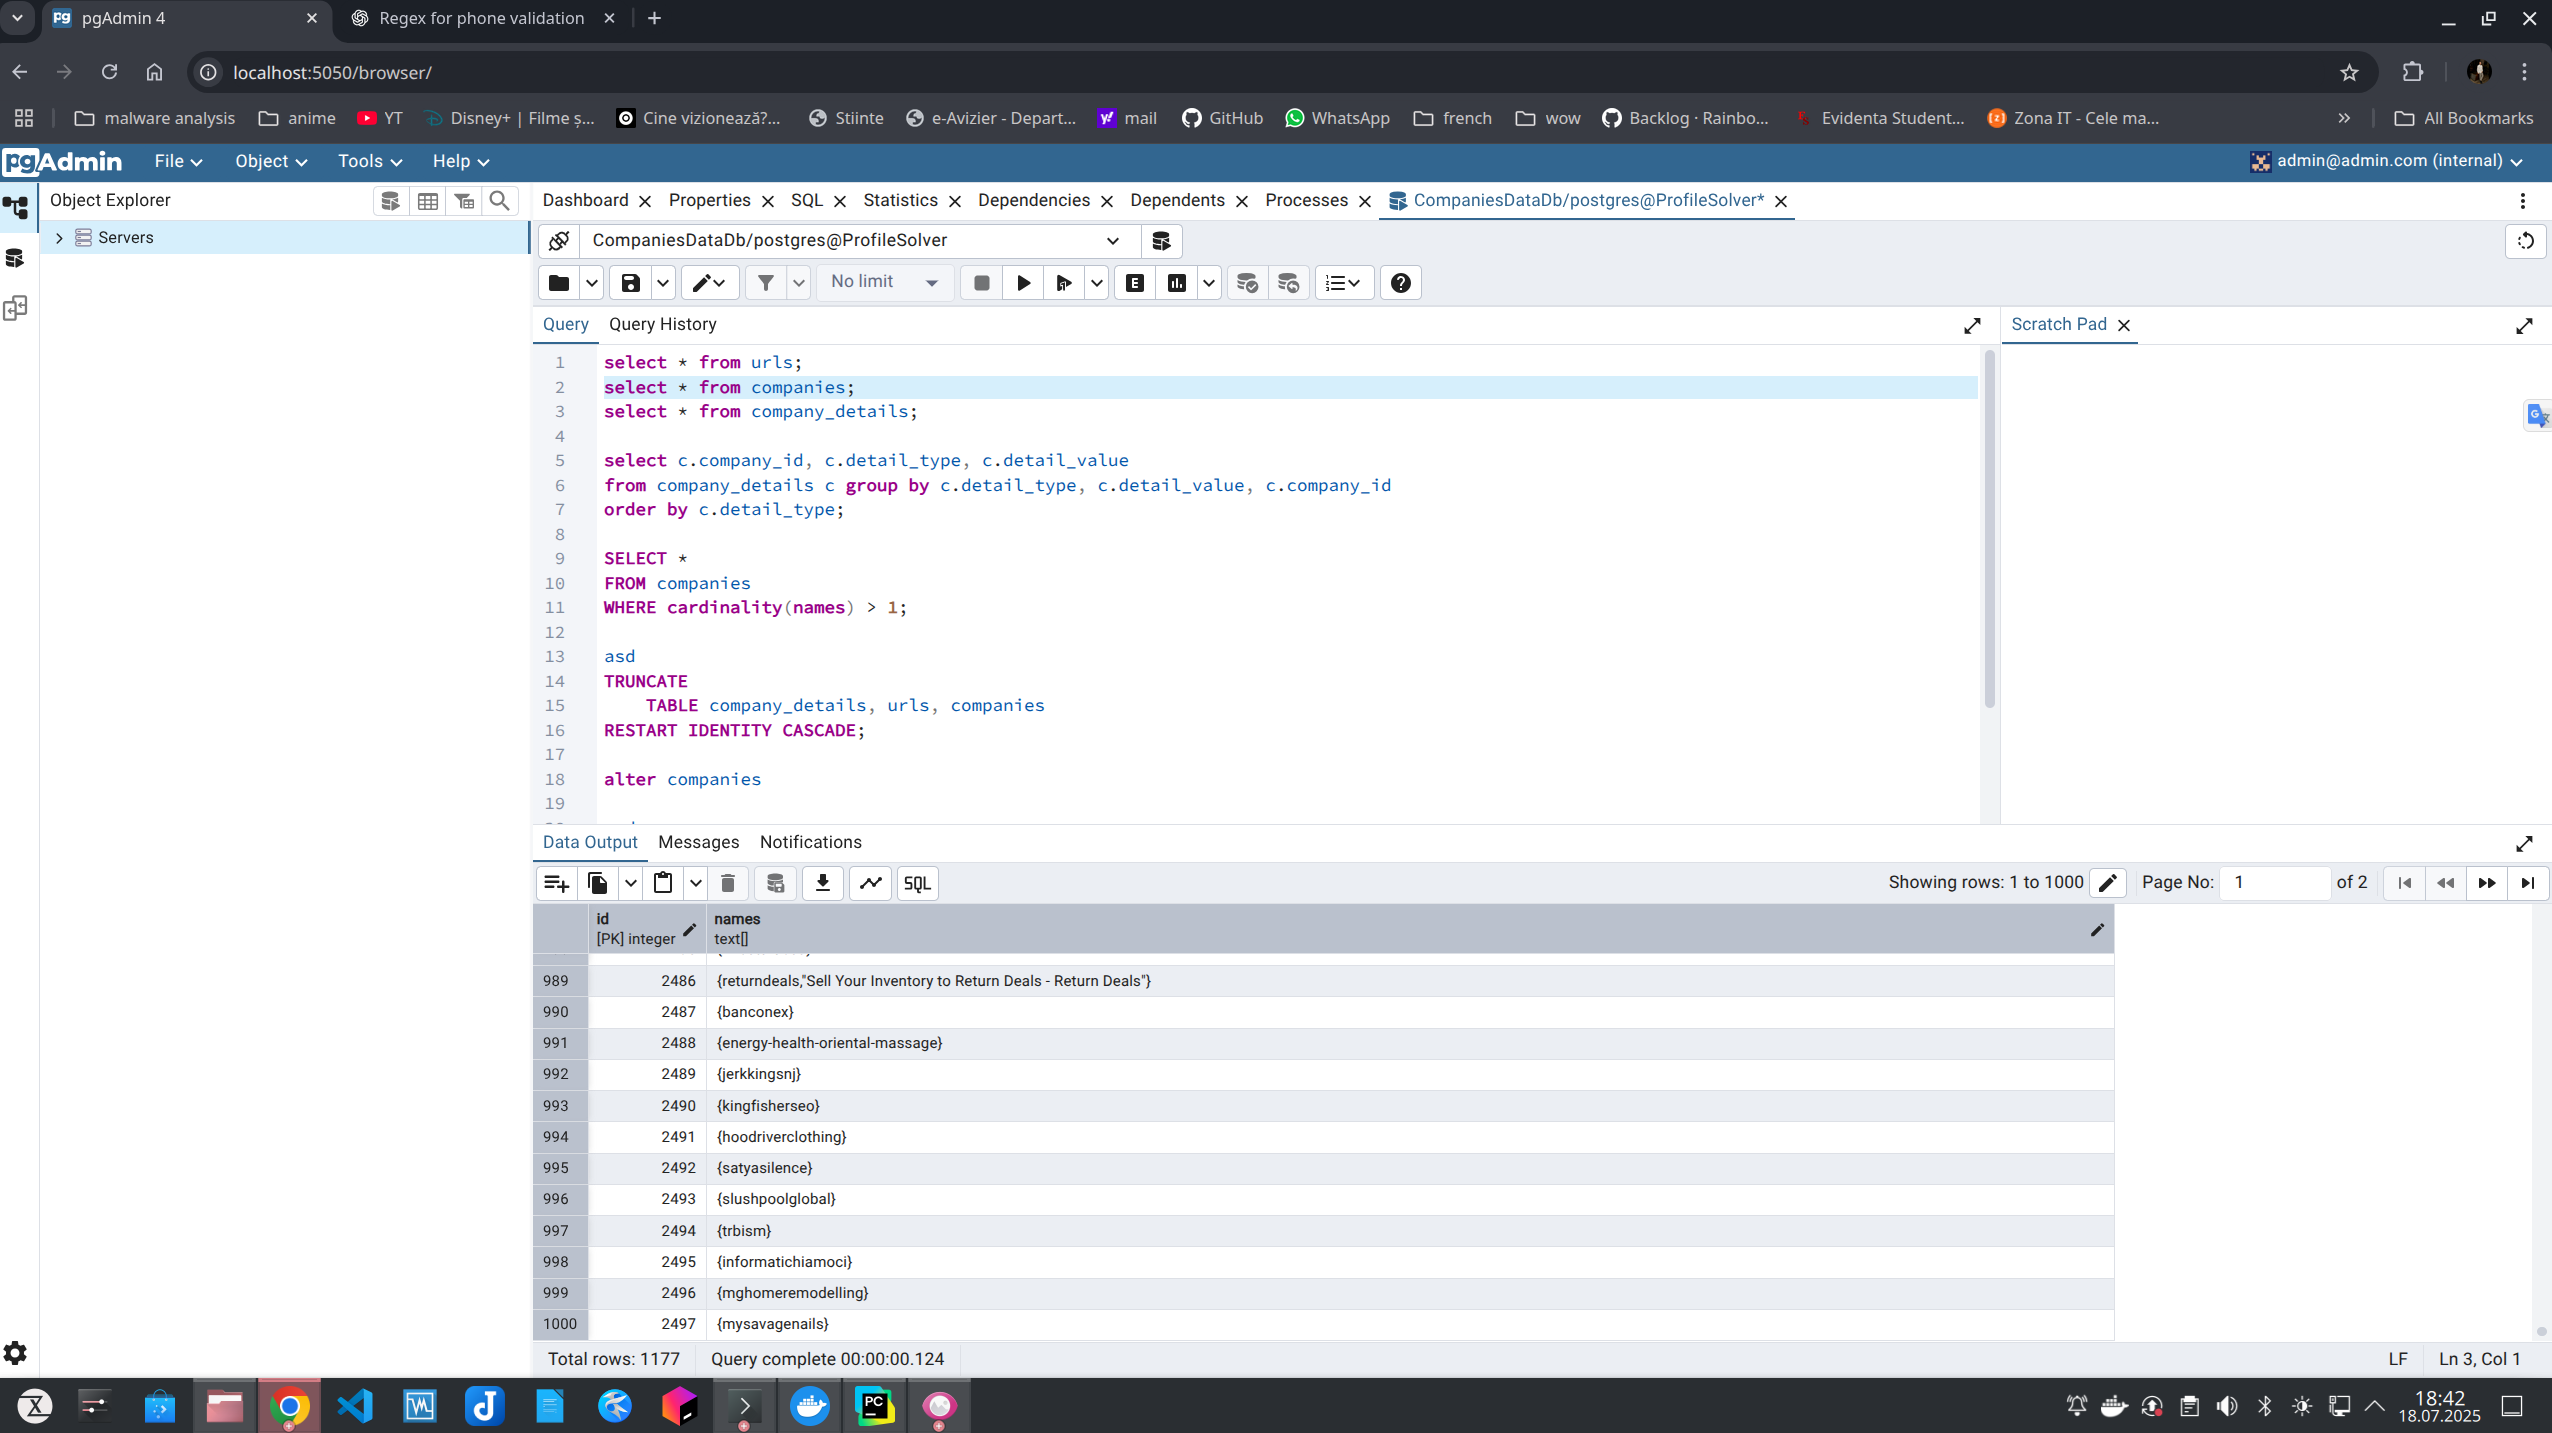 pgAdmin 4
Regex for phone validation
localhost:5050/browser/
malware analysis
anime
YT
Disney+ | Filme ș...
Cine vizionează?...
Stiinte
e-Avizier - Depart...
mail
GitHub
WhatsApp
french
wow
Backlog · Rainbo...
Evidenta Student...
Zona IT - Cele ma...
All Bookmarks
pgAdmin
File
Object
Tools
Help
admin@admin.com (internal)
Object Explorer
Servers
Dashboard
Properties
SQL
Statistics
Dependencies
Dependents
Processes
CompaniesDataDb/postgres@ProfileSolver*
CompaniesDataDb/postgres@ProfileSolver
No limit
Query
Query History
Scratch Pad
1 select * from urls;
2 select * from companies;
3 select * from company_details;
4
5 select c.company_id, c.detail_type, c.detail_value
6 from company_details c group by c.detail_type, c.detail_value, c.company_id
7 order by c.detail_type;
8
9 SELECT *
10 FROM companies
11 WHERE cardinality(names) > 1;
12
13 asd
14 TRUNCATE
15 TABLE company_details, urls, companies
16 RESTART IDENTITY CASCADE;
17
18 alter companies
19
Data Output
Messages
Notifications
SQL
Showing rows: 1 to 1000
Page No: 1 of 2
id
[PK] integer
names
text[]
989 2486 {returndeals,"Sell Your Inventory to Return Deals - Return Deals"}
990 2487 {banconex}
991 2488 {energy-health-oriental-massage}
992 2489 {jerkkingsnj}
993 2490 {kingfisherseo}
994 2491 {hoodriverclothing}
995 2492 {satyasilence}
996 2493 {slushpoolglobal}
997 2494 {trbism}
998 2495 {informatichiamoci}
999 2496 {mghomeremodelling}
1000 2497 {mysavagenails}
Total rows: 1177
Query complete 00:00:00.124
LF
Ln 3, Col 1
PC
18:42
18.07.2025